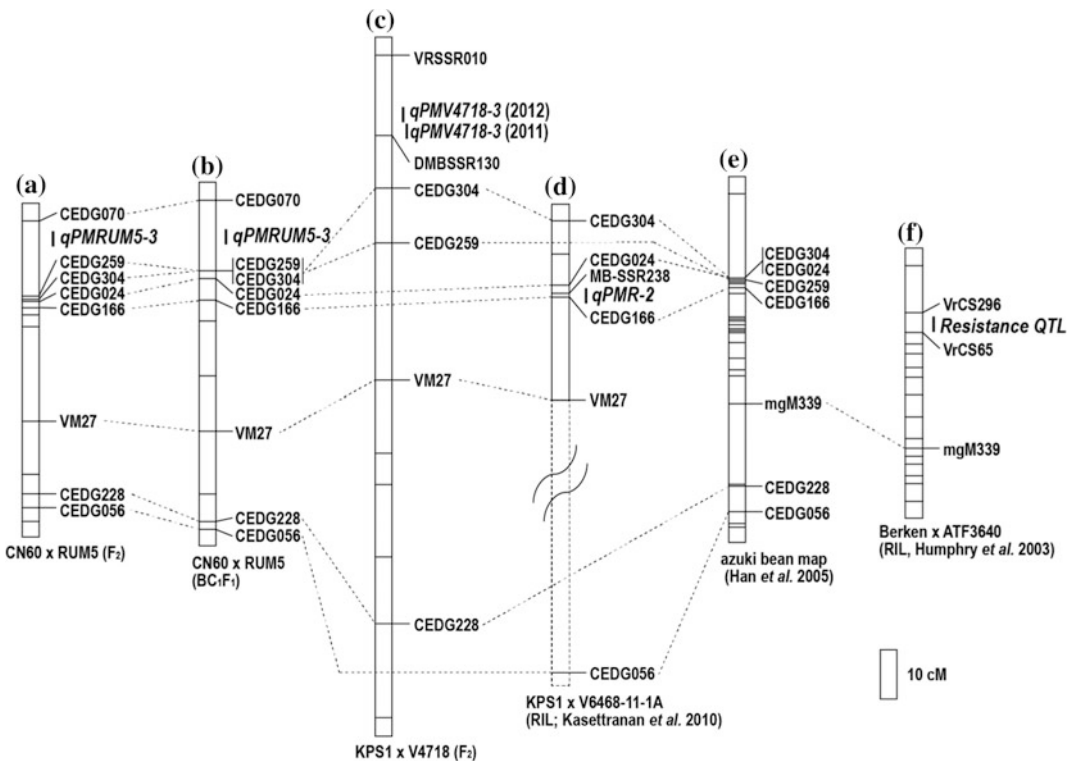 (a)
CEDG070
qPMRUM5-3
CEDG259
CEDG304
CEDG024
CEDG166
VM27
CEDG228
CEDG056
CN60 x RUM5 (F₂)
(b)
CEDG070
qPMRUM5-3
CEDG259
CEDG304
CEDG024
CEDG166
VM27
CEDG228
CEDG056
CN60 x RUM5
(BC₁F₁)
(c)
VRSSR010
qPMV4718-3 (2012)
qPMV4718-3 (2011)
DMBSSR130
CEDG304
CEDG259
VM27
CEDG228
KPS1 x V4718 (F₂)
(d)
CEDG304
CEDG024
MB-SSR238
qPMR-2
CEDG166
VM27
CEDG056
KPS1 x V6468-11-1A
(RIL; Kasettranan et al. 2010)
(e)
CEDG304
CEDG024
CEDG259
CEDG166
mgM339
CEDG228
CEDG056
azuki bean map
(Han et al. 2005)
(f)
VrCS296
Resistance QTL
VrCS65
mgM339
Berken x ATF3640
(RIL, Humphry et al. 2003)
10 cM